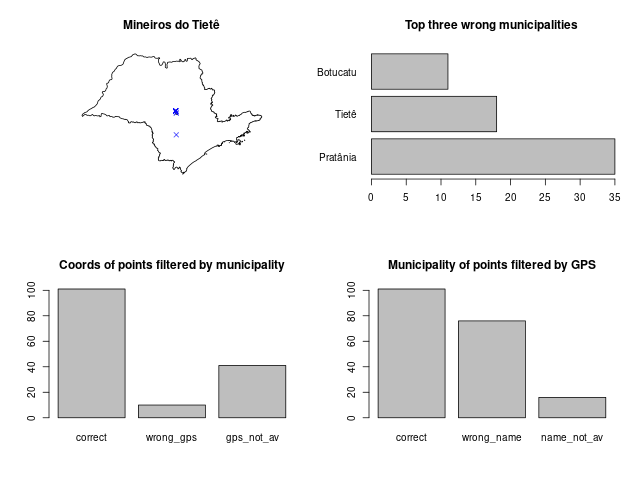 Mineiros do Tietê
Top three wrong municipalities
Botucatu
Tietê
Pratânia
0 5 10 15 20 25 30 35
Coords of points filtered by municipality
100
80
60
40
20
0
correct wrong_gps gps_not_av
Municipality of points filtered by GPS
100
80
60
40
20
0
correct wrong_name name_not_av